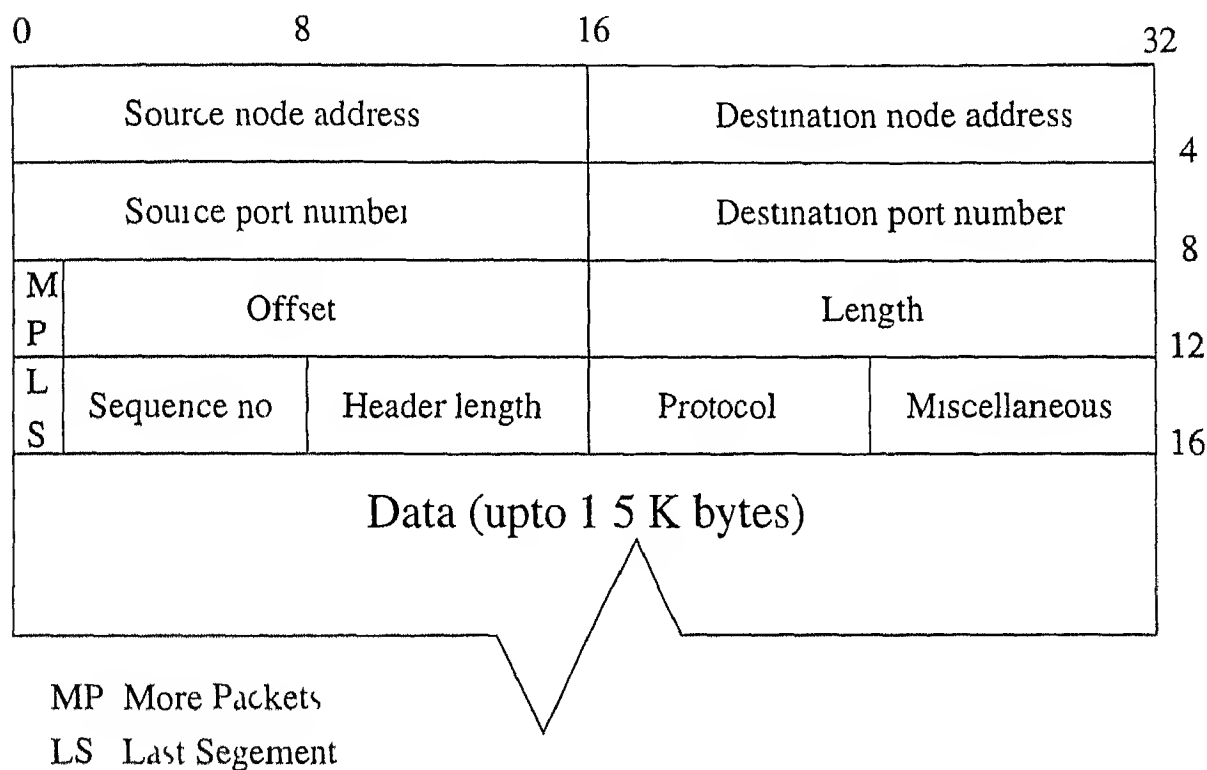 0 8 16 32
Source node address Destination node address
4
Source port number Destination port number
8
M
P
Offset Length
12
L
S
Sequence no Header length Protocol Miscellaneous
16
Data (upto 1 5 K bytes)
MP More Packets
LS Last Segement